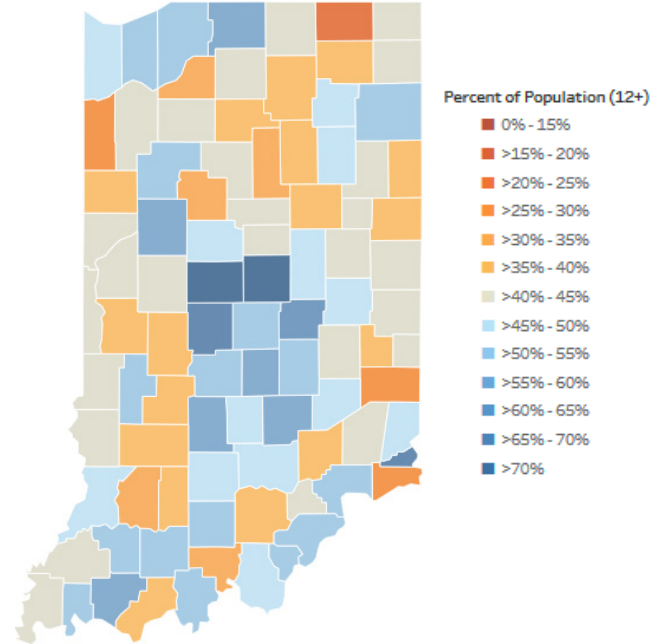 Percent of Population (12+)
0% - 15%
>15% - 20%
>20% - 25%
>25% - 30%
>30% - 35%
>35% - 40%
>40% - 45%
>45% - 50%
>50% - 55%
>55% - 60%
>60% - 65%
>65% - 70%
>70%